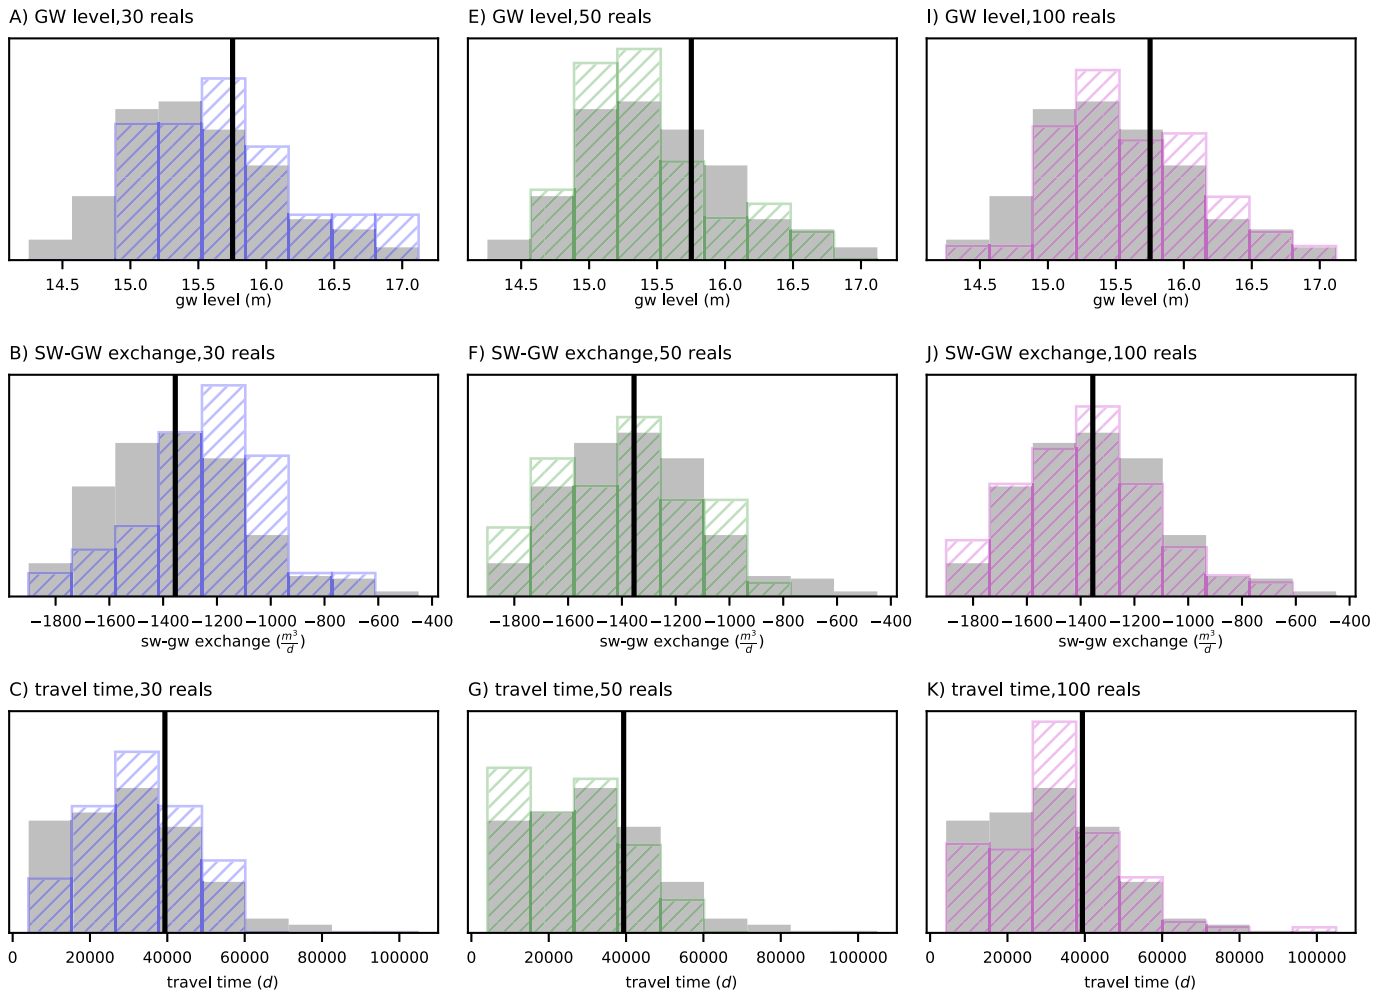 A) GW level,30 reals
E) GW level,50 reals
I) GW level,100 reals
14.5 15.0 15.5 16.0 16.5 17.0
gw level (m)
14.5 15.0 15.5 16.0 16.5 17.0
gw level (m)
14.5 15.0 15.5 16.0 16.5 17.0
gw level (m)
B) SW-GW exchange,30 reals
F) SW-GW exchange,50 reals
J) SW-GW exchange,100 reals
−1800 −1600 −1400 −1200 −1000 −800 −600 −400
sw-gw exchange (m³/d)
−1800 −1600 −1400 −1200 −1000 −800 −600 −400
sw-gw exchange (m³/d)
−1800 −1600 −1400 −1200 −1000 −800 −600 −400
sw-gw exchange (m³/d)
C) travel time,30 reals
G) travel time,50 reals
K) travel time,100 reals
0 20000 40000 60000 80000 100000
travel time (d)
0 20000 40000 60000 80000 100000
travel time (d)
0 20000 40000 60000 80000 100000
travel time (d)